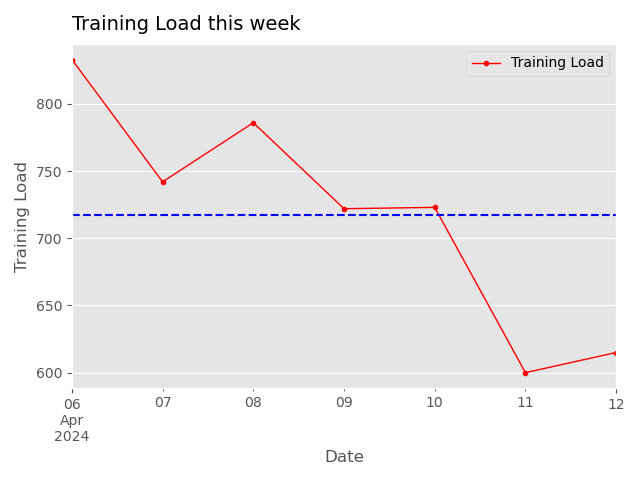 Training Load this week
Training Load
800
750
700
650
600
Training Load
06 07 08 09 10 11 12
Apr
2024
Date